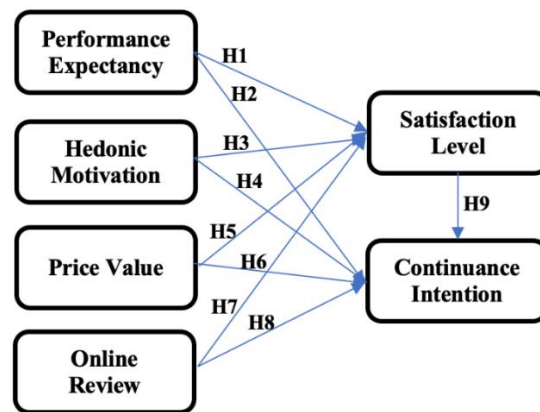 Performance
Expectancy
H1
H2
Satisfaction
Level
Hedonic
Motivation
H3
H4
H9
Price Value
H5
H6
Continuance
Intention
H7
H8
Online
Review